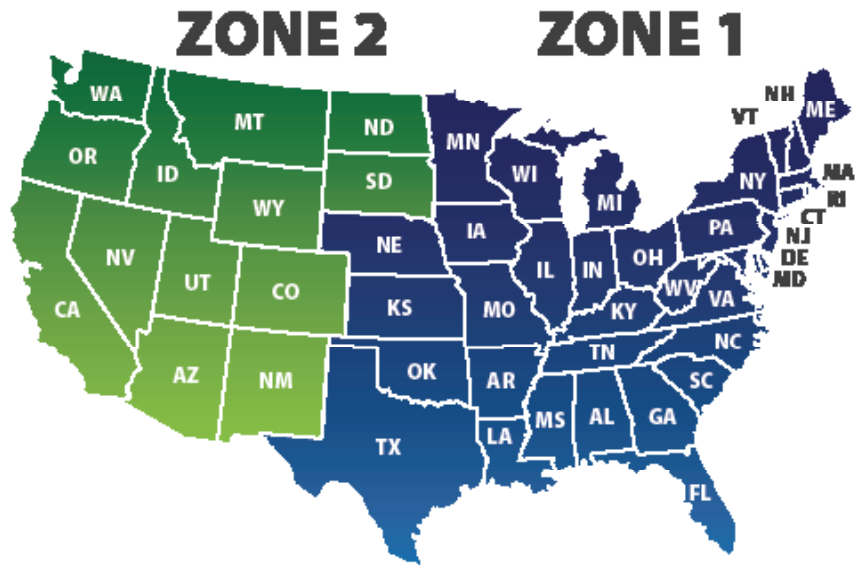 ZONE 2 ZONE 1
WA
MT
ND
MN
ME
NH
VT
OR
ID
SD
WI
MI
NY
MA
RI
CT
WY
NE
IA
PA
NJ
DE
MD
NV
UT
CO
IL
IN
OH
WV
VA
CA
KS
MO
KY
NC
AZ
NM
OK
AR
TN
SC
TX
LA
MS
AL
GA
FL